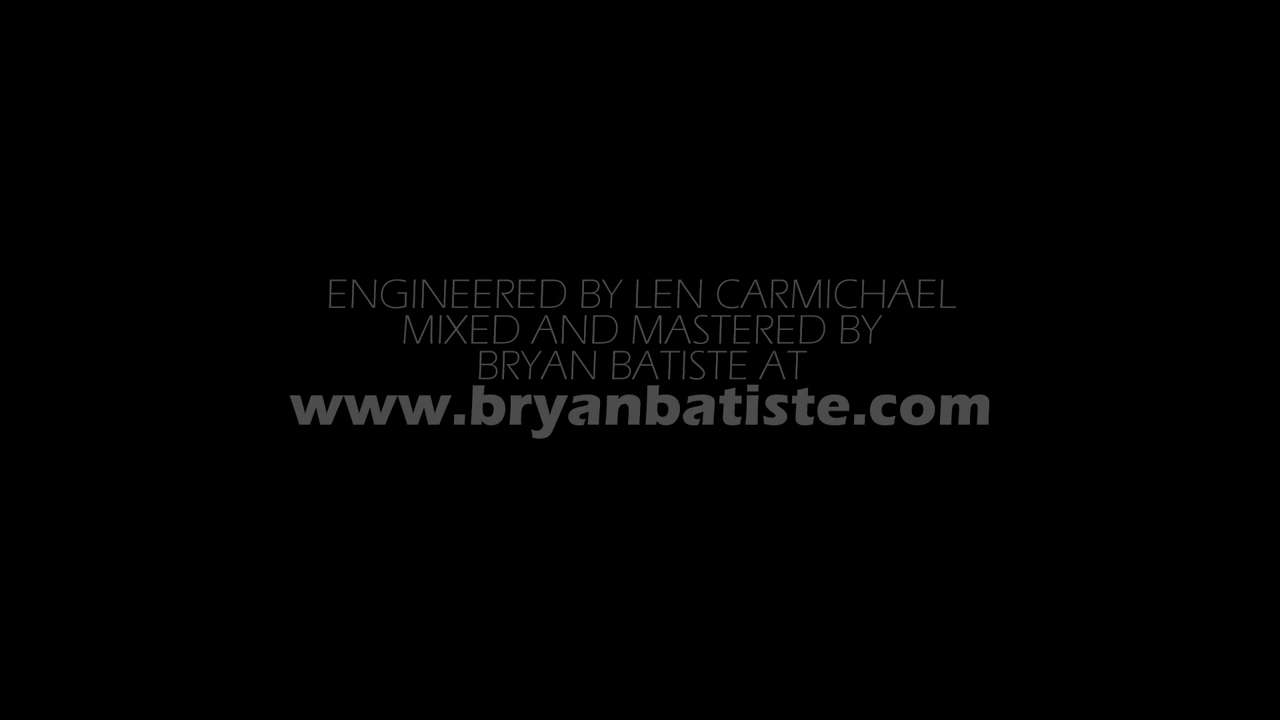 ENGINEERED BY LEN CARMICHAEL
MIXED AND MASTERED BY
BRYAN BATISTE AT
www.bryanbatiste.com